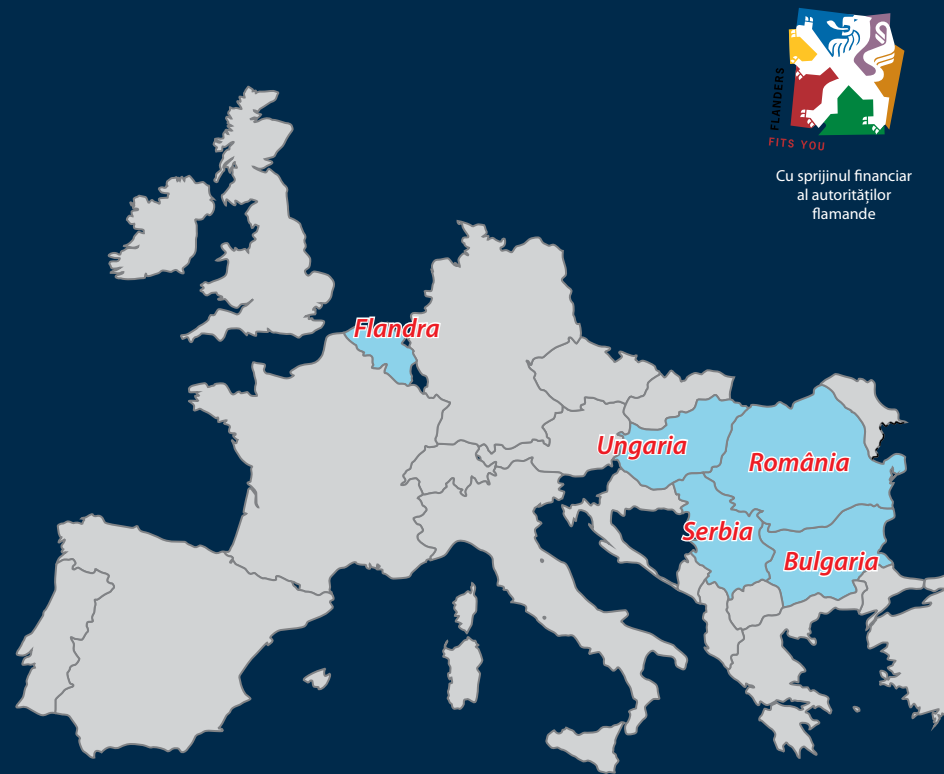 FLANDERS
FITS YOU
Cu sprijinul financiar
al autorităților
flamande
Flandra
Ungaria
România
Serbia
Bulgaria